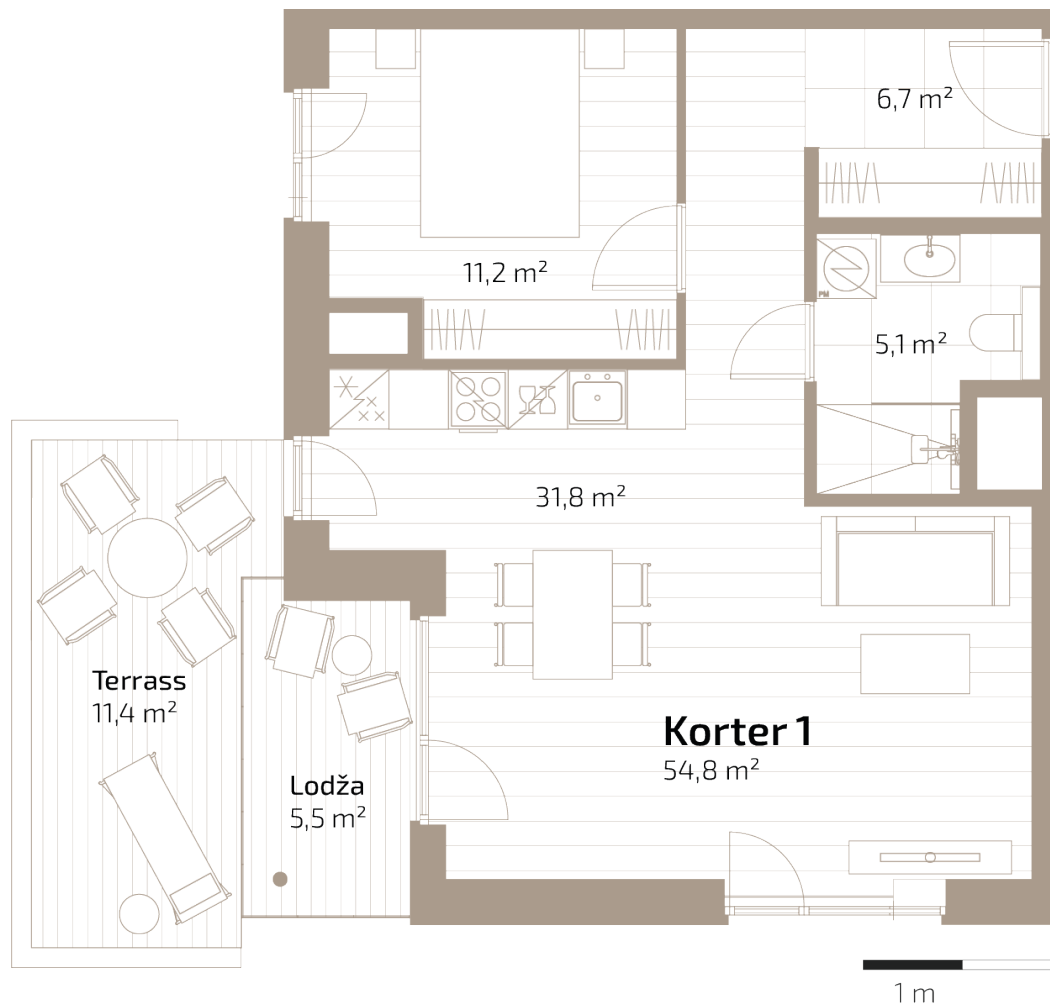 6,7 m²
11,2 m²
5,1 m²
31,8 m²
Terrass
11,4 m²
Korter 1
54,8 m²
Lodža
5,5 m²
1 m